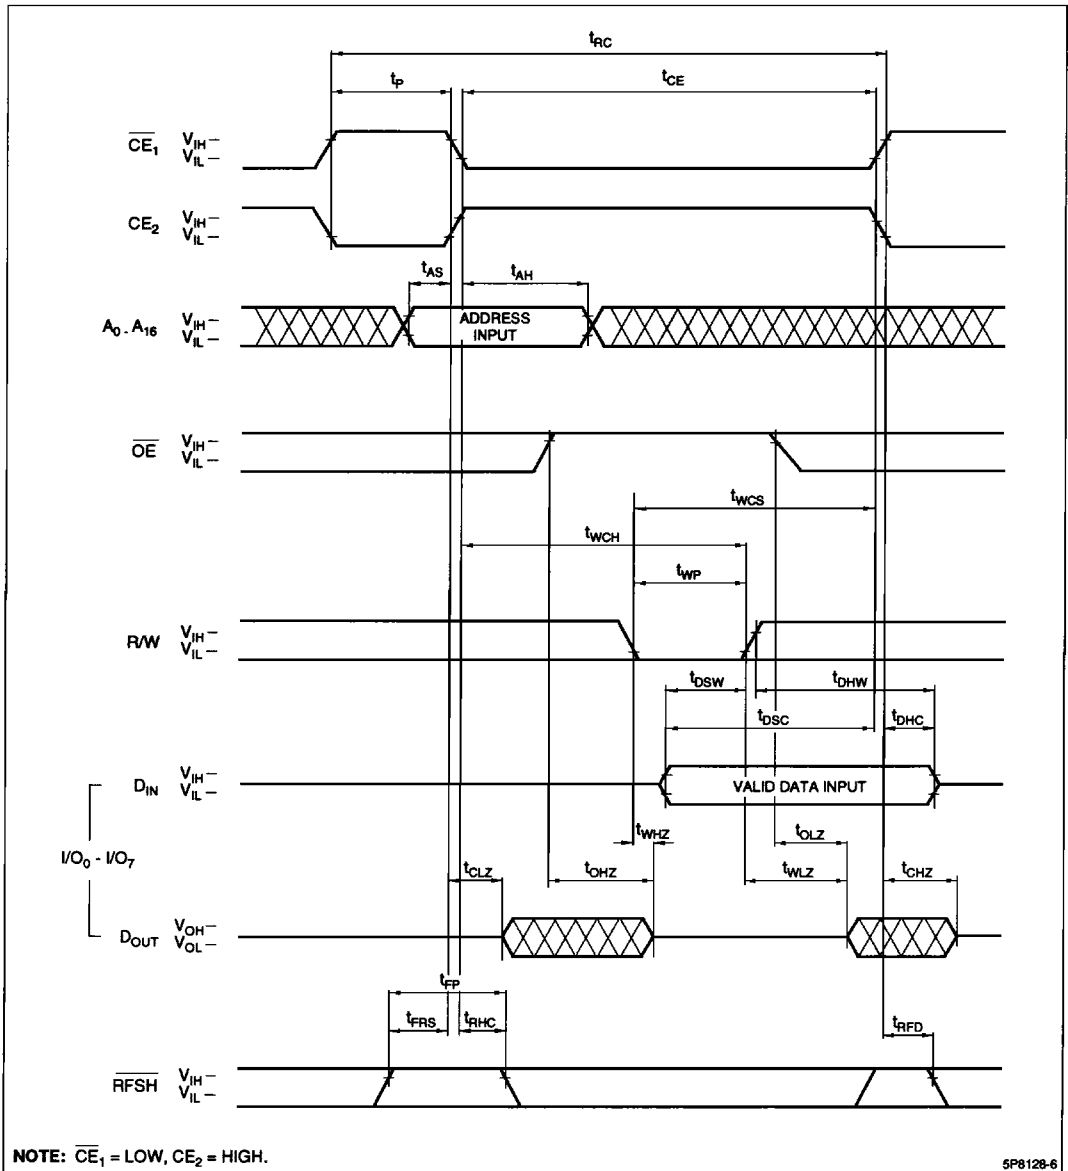 tRC
tP
tCE
CE1 VIH –
VIL –
CE2 VIH –
VIL –
tAS
tAH
A0 - A16 VIH –
VIL –
ADDRESS
INPUT
OE VIH –
VIL –
tWCS
tWCH
tWP
R/W VIH –
VIL –
tDSW
tDHW
tDSC
tDHC
DIN VIH –
VIL –
VALID DATA INPUT
I/O0 - I/O7
tWHZ
tOLZ
tCLZ
tOHZ
tWLZ
tCHZ
DOUT VOH –
VOL –
tFP
tFRS
tRHC
tRFD
RFSH VIH –
VIL –
NOTE: CE1 = LOW, CE2 = HIGH.
5P8128-6